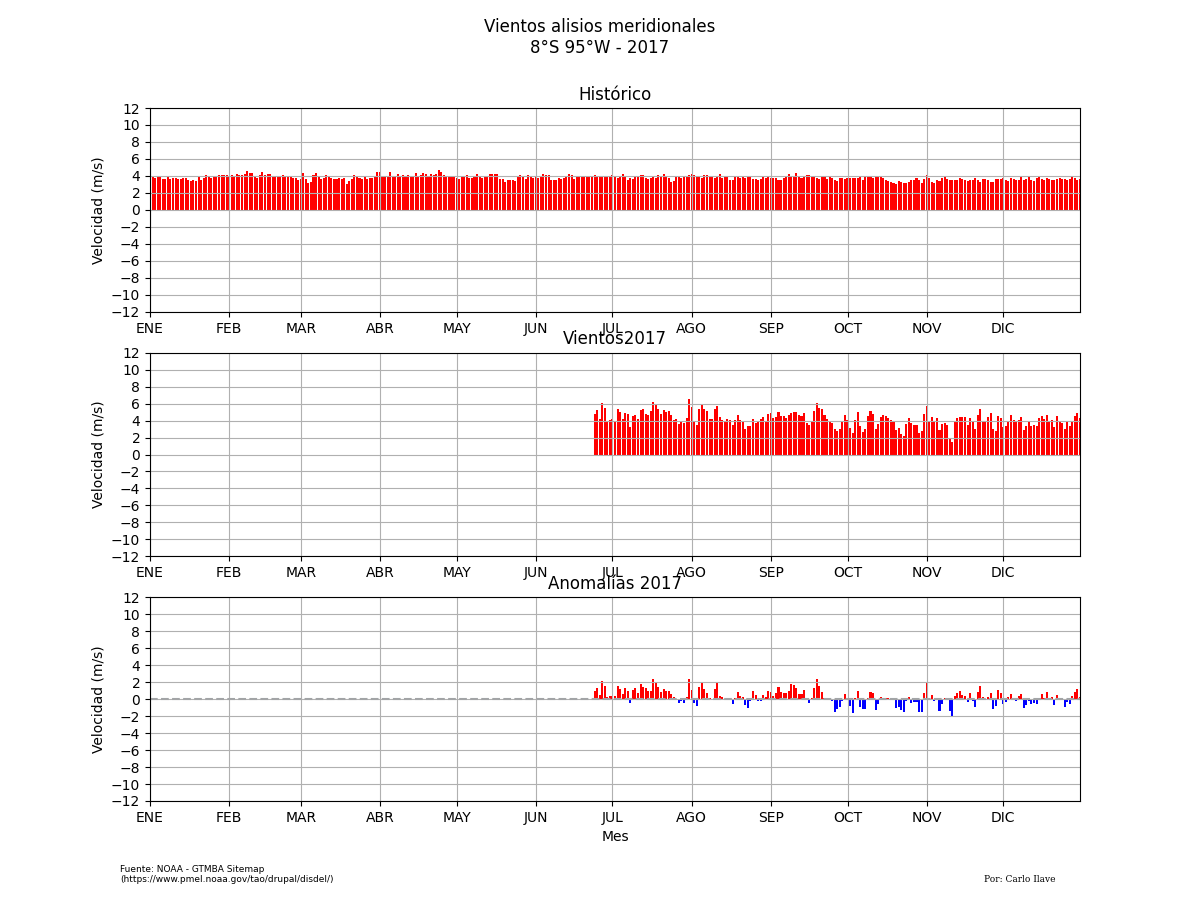 Vientos alisios meridionales
8°S 95°W - 2017
Histórico
12
10
8
6
4
2
0
−2
−4
−6
−8
−10
−12
Velocidad (m/s)
ENE FEB MAR ABR MAY JUN JUL AGO SEP OCT NOV DIC
Vientos2017
12
10
8
6
4
2
0
−2
−4
−6
−8
−10
−12
Velocidad (m/s)
ENE FEB MAR ABR MAY JUN JUL AGO SEP OCT NOV DIC
Anomalías 2017
12
10
8
6
4
2
0
−2
−4
−6
−8
−10
−12
Velocidad (m/s)
ENE FEB MAR ABR MAY JUN JUL AGO SEP OCT NOV DIC
Mes
Fuente: NOAA - GTMBA Sitemap
(https://www.pmel.noaa.gov/tao/drupal/disdel/)
Por: Carlo Ilave